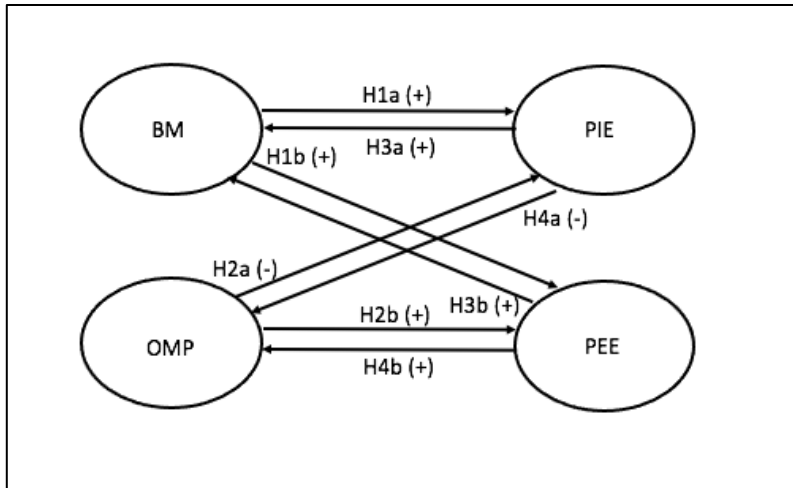 H1a (+)
BM
PIE
H3a (+)
H1b (+)
H4a (-)
H2a (-)
H3b (+)
H2b (+)
OMP
PEE
H4b (+)